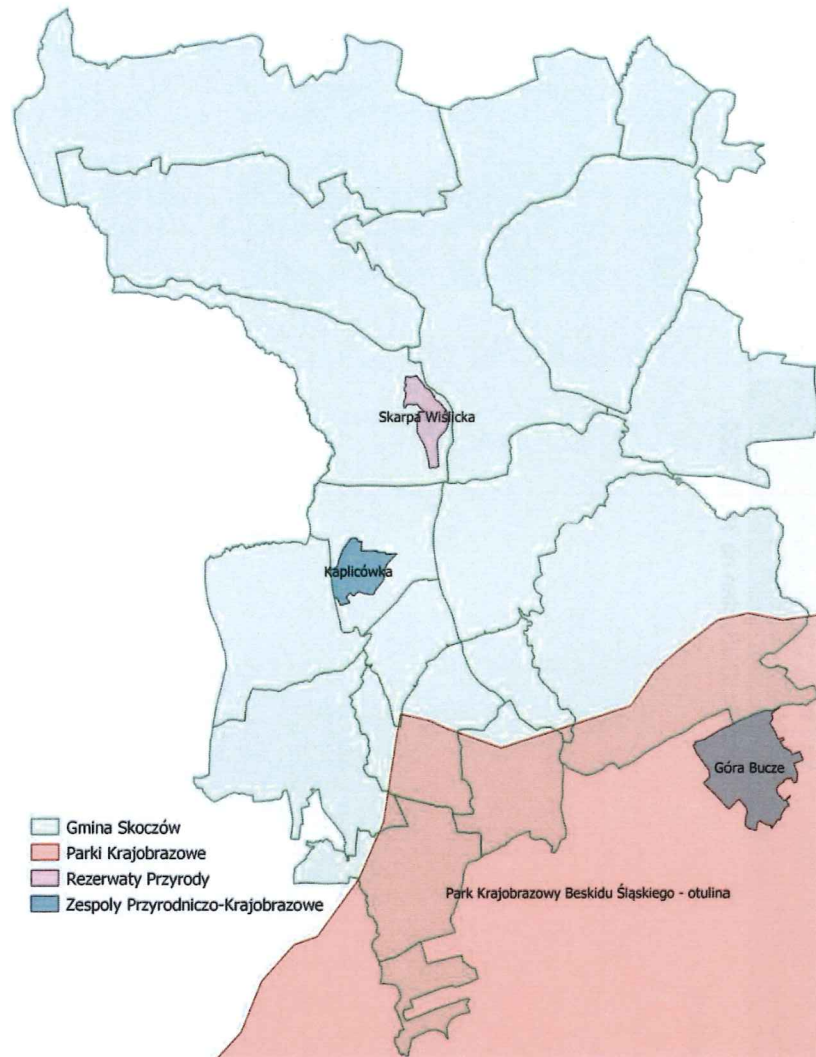 Skarpa Wiślicka
Kaplicówka
Góra Bucze
Gmina Skoczów
Parki Krajobrazowe
Rezerwaty Przyrody
Zespoły Przyrodniczo-Krajobrazowe
Park Krajobrazowy Beskidu Śląskiego - otulina